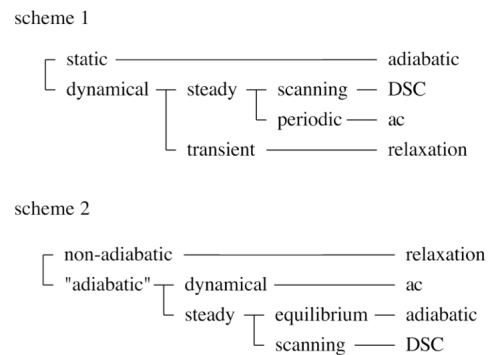 scheme 1
static adiabatic
dynamical steady scanning DSC
periodic ac
transient relaxation
scheme 2
non-adiabatic relaxation
"adiabatic" dynamical ac
steady equilibrium adiabatic
scanning DSC